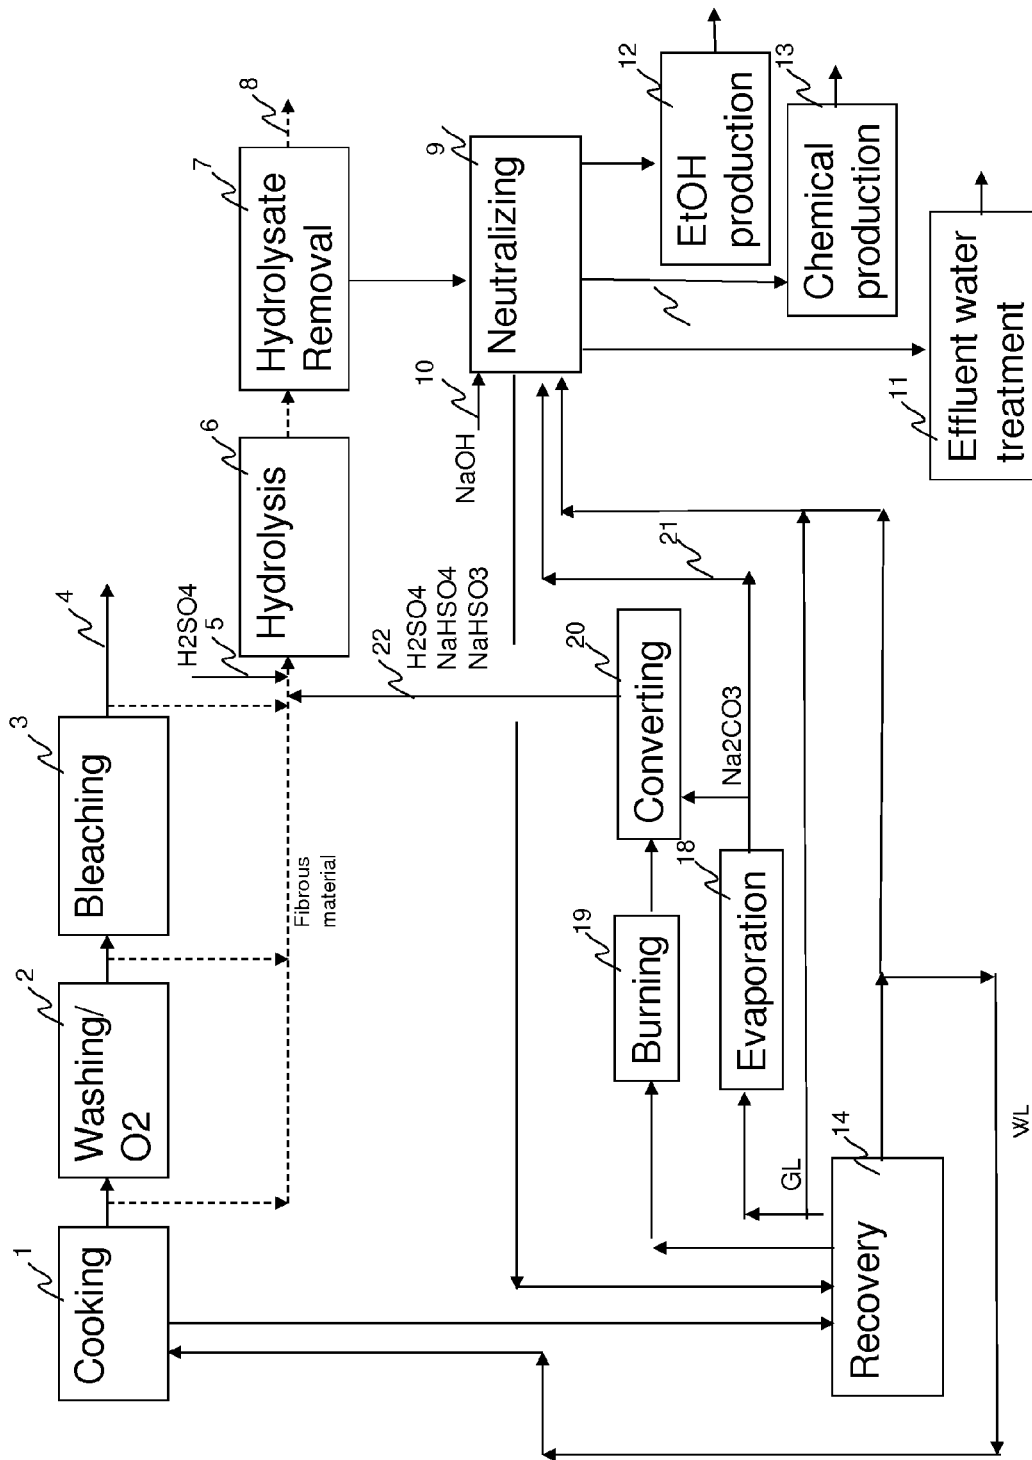 1
Cooking
2
Washing/
O2
3
Bleaching
4
H2SO4
5
Fibrous
material
6
Hydrolysis
7
Hydrolysate
Removal
8
22
H2SO4
NaHSO4
NaHSO3
NaOH
10
9
Neutralizing
12
EtOH
production
13
Chemical
production
11
Effluent water
treatment
19
Burning
20
Converting
18
Evaporation
Na2CO3
21
GL
14
Recovery
WL